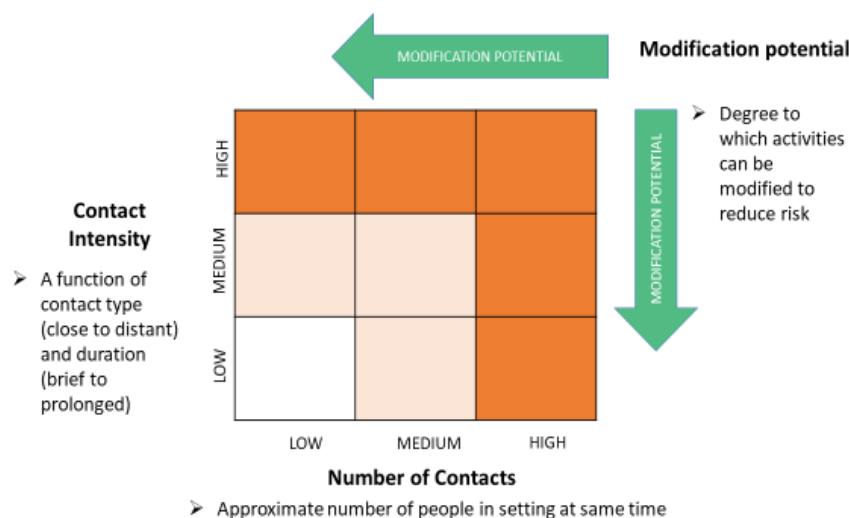 MODIFICATION POTENTIAL
Modification potential
➤ Degree to
which activities
can be
modified to
reduce risk
MODIFICATION POTENTIAL
Contact
Intensity
➤ A function of
contact type
(close to distant)
and duration
(brief to
prolonged)
HIGH
MEDIUM
LOW
LOW MEDIUM HIGH
Number of Contacts
➤ Approximate number of people in setting at same time